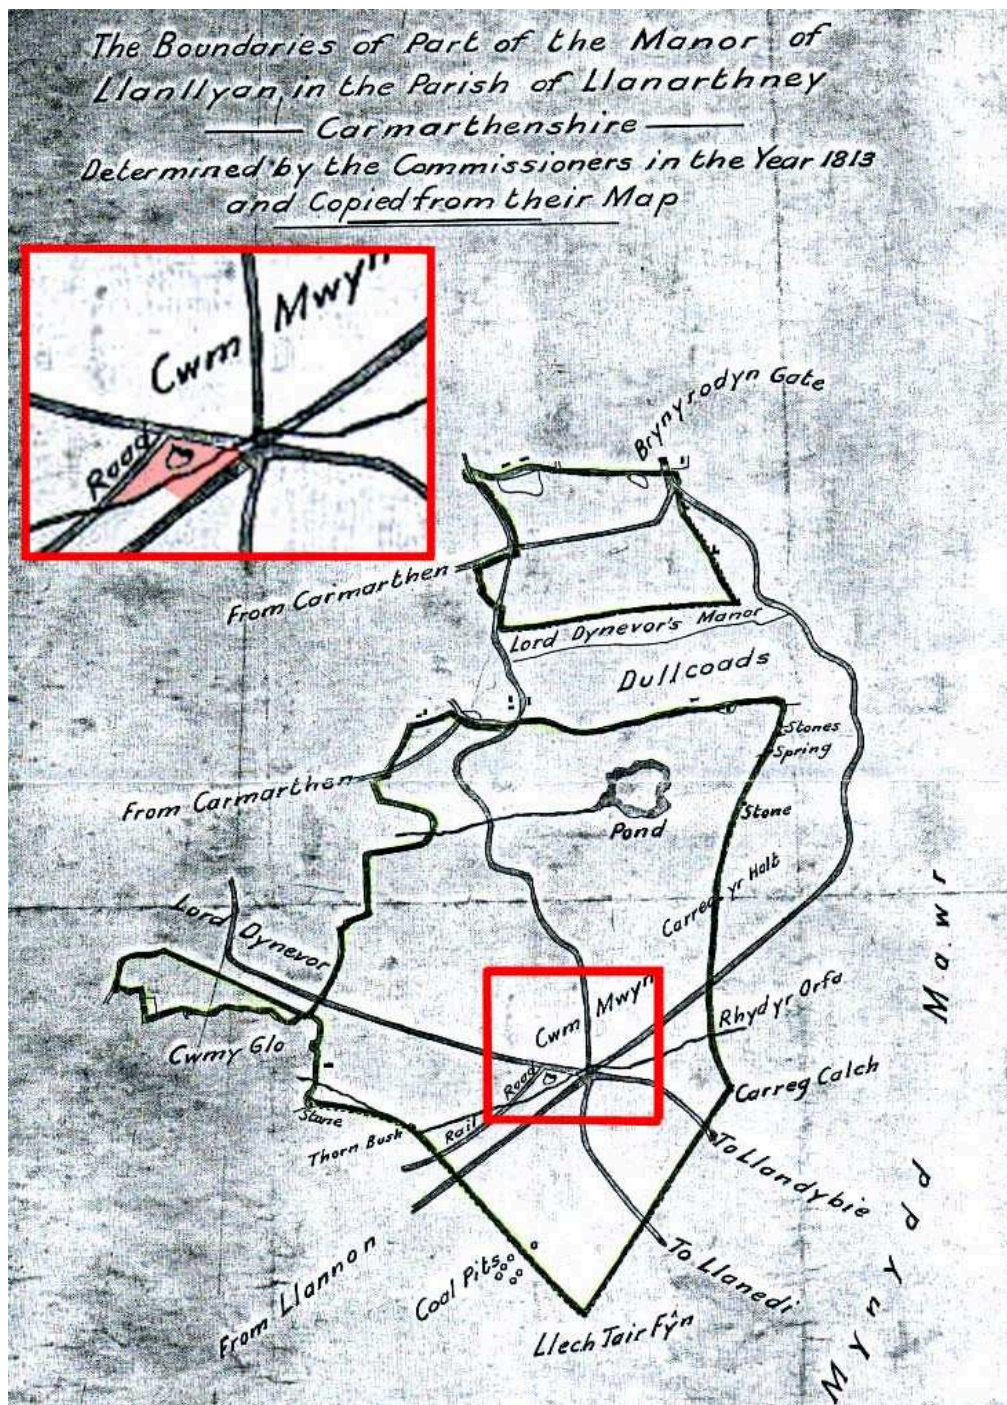 The Boundaries of Part of the Manor of
Llanllyan, in the Parish of Llanarthney
Carmarthenshire
Determined by the Commissioners in the Year 1813
and Copied from their Map
Cwm Mwyn
Road
Brynyrodyn Gate
From Carmarthen
Lord Dynevor's Manor
Dullcoads
Stones
Spring
From Carmarthen
Stone
Pond
Carreg yr Holt
Lord Dynevor
Mynydd Mawr
Cwm Mwyn
Rhydyr Orfa
Cwmy Glo
Rail Road
Carreg Calch
Stone
Thorn Bush
To Llandybie
From Llannon
Coal Pits
To Llanedi
Llech Tair Fŷn